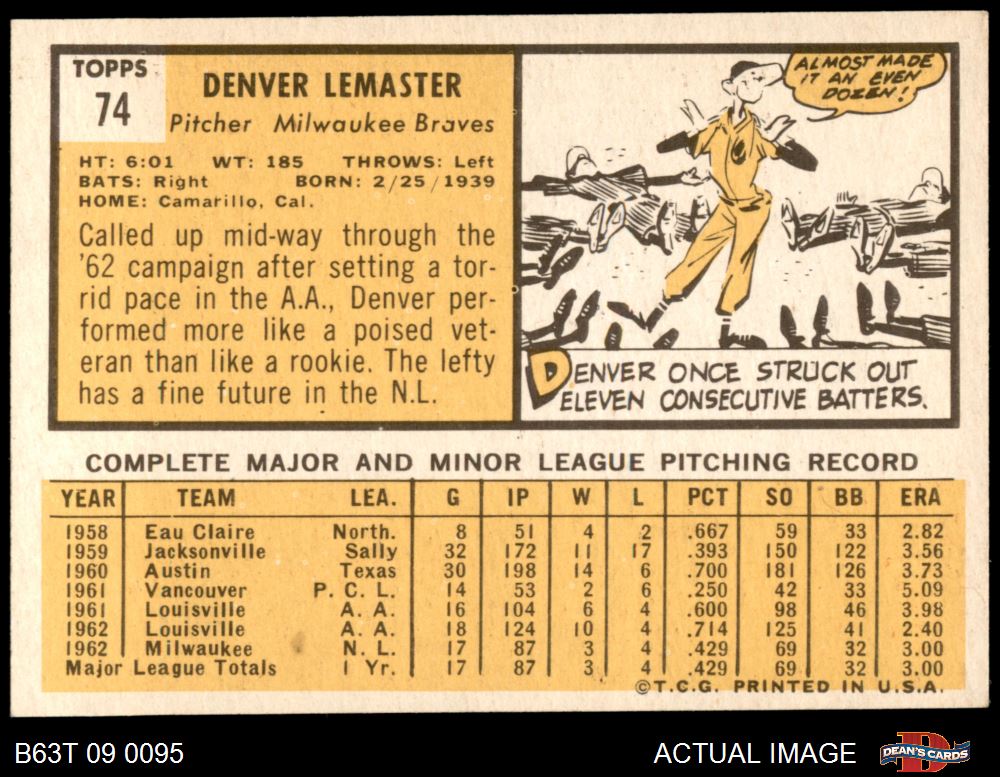 TOPPS
74
DENVER LEMASTER
Pitcher Milwaukee Braves
HT: 6:01 WT: 185 THROWS: Left
BATS: Right BORN: 2/25/1939
HOME: Camarillo, Cal.
Called up mid-way through the
'62 campaign after setting a tor-
rid pace in the A.A., Denver per-
formed more like a poised vet-
eran than like a rookie. The lefty
has a fine future in the N.L.
ALMOST MADE
IT AN EVEN
DOZEN!
DENVER ONCE STRUCK OUT
ELEVEN CONSECUTIVE BATTERS.
COMPLETE MAJOR AND MINOR LEAGUE PITCHING RECORD
YEAR TEAM LEA. G IP W L PCT SO BB ERA
1958 Eau Claire North. 8 51 4 2 .667 59 33 2.82
1959 Jacksonville Sally 32 172 11 17 .393 150 122 3.56
1960 Austin Texas 30 198 14 6 .700 181 126 3.73
1961 Vancouver P. C. L. 14 53 2 6 .250 42 33 5.09
1961 Louisville A. A. 16 104 6 4 .600 98 46 3.98
1962 Louisville A. A. 18 124 10 4 .714 125 41 2.40
1962 Milwaukee N. L. 17 87 3 4 .429 69 32 3.00
Major League Totals 1 Yr. 17 87 3 4 .429 69 32 3.00
©T.C.G. PRINTED IN U.S.A.
B63T 09 0095
ACTUAL IMAGE
DEAN'S CARDS